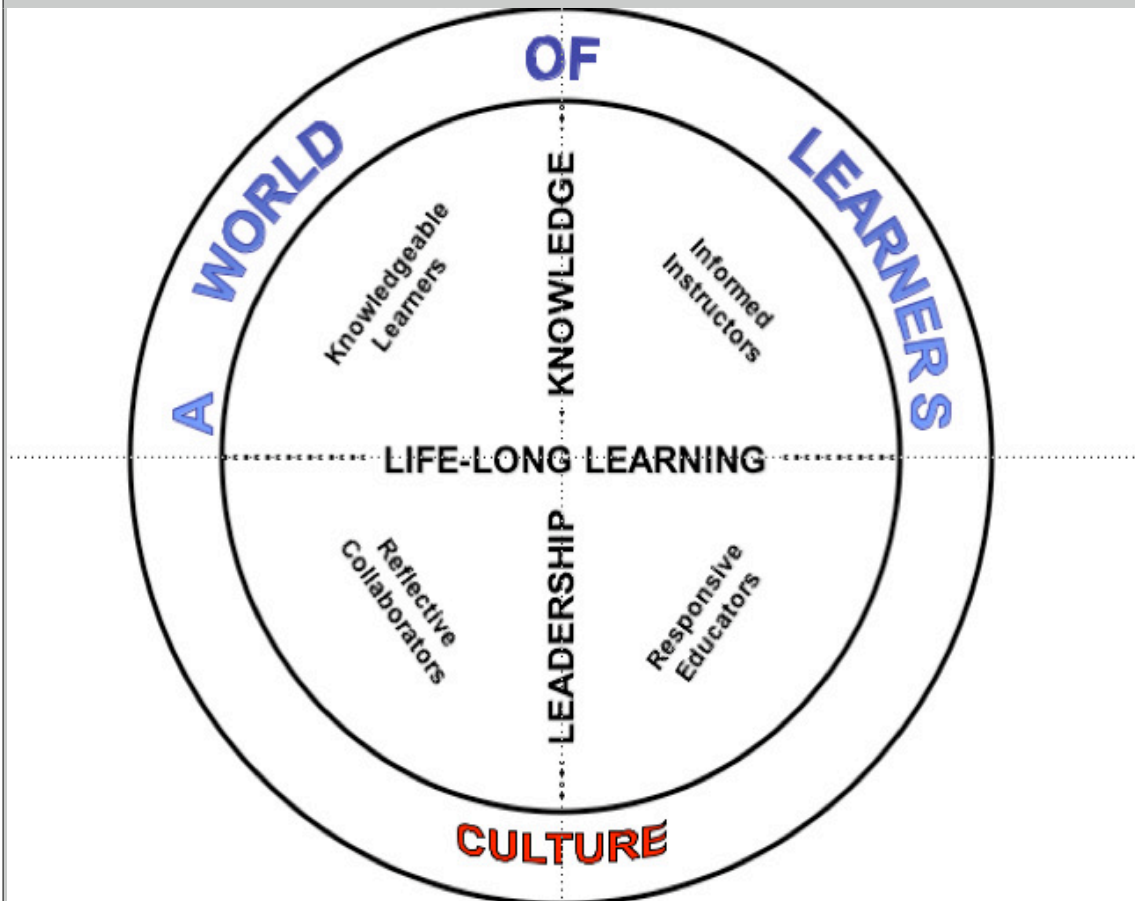 A WORLD OF LEARNERS
KNOWLEDGE
Knowledgeable
Learners
Informed
Instructors
LIFE-LONG LEARNING
LEADERSHIP
Reflective
Collaborators
Responsive
Educators
CULTURE